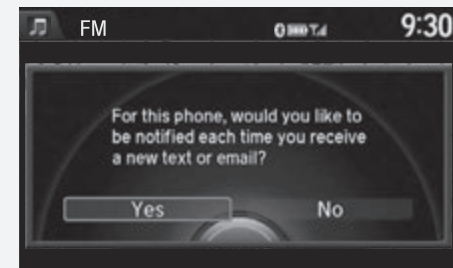 FM
9:30
For this phone, would you like to
be notified each time you receive
a new text or email?
Yes No